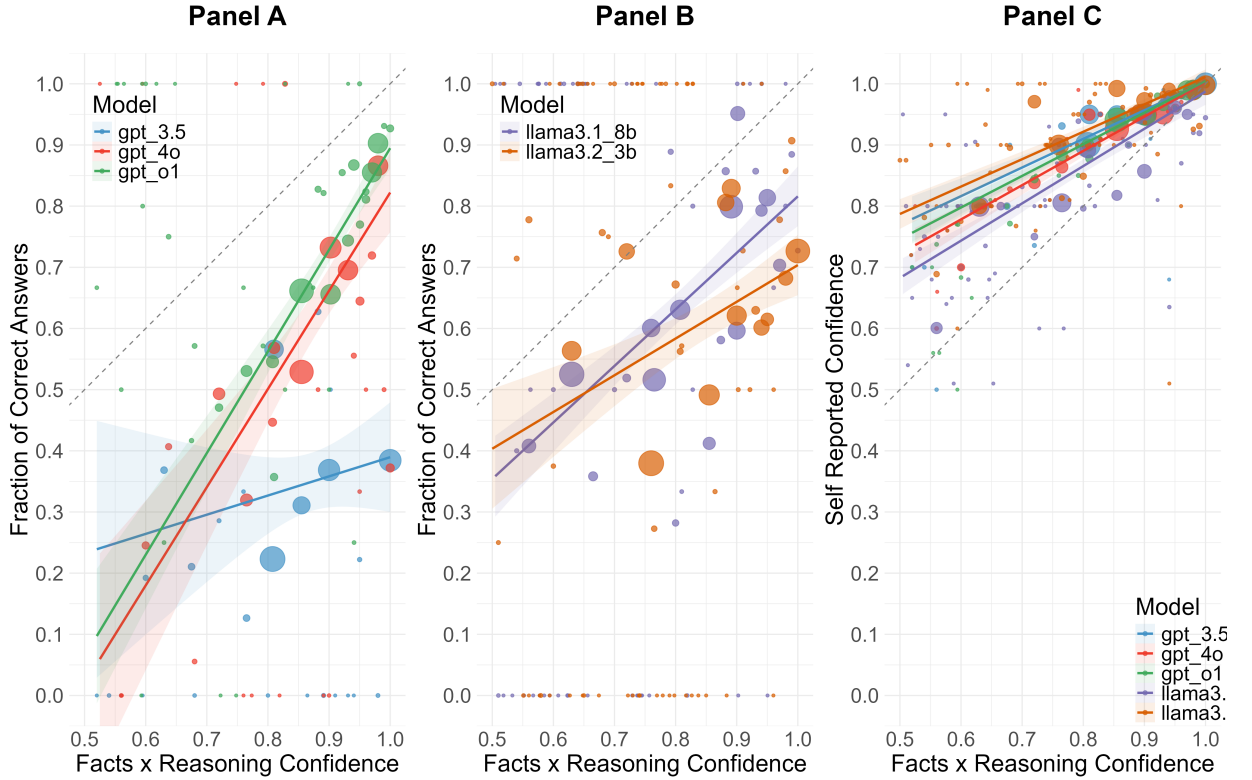 Panel A
Panel B
Panel C
Fraction of Correct Answers
1.0
0.9
0.8
0.7
0.6
0.5
0.4
0.3
0.2
0.1
0.0
Model
gpt_3.5
gpt_4o
gpt_o1
0.5 0.6 0.7 0.8 0.9 1.0
Facts x Reasoning Confidence
Fraction of Correct Answers
1.0
0.9
0.8
0.7
0.6
0.5
0.4
0.3
0.2
0.1
0.0
Model
llama3.1_8b
llama3.2_3b
0.5 0.6 0.7 0.8 0.9 1.0
Facts x Reasoning Confidence
Self Reported Confidence
1.0
0.9
0.8
0.7
0.6
0.5
0.4
0.3
0.2
0.1
0.0
Model
gpt_3.5
gpt_4o
gpt_o1
llama3.
llama3.
0.5 0.6 0.7 0.8 0.9 1.0
Facts x Reasoning Confidence